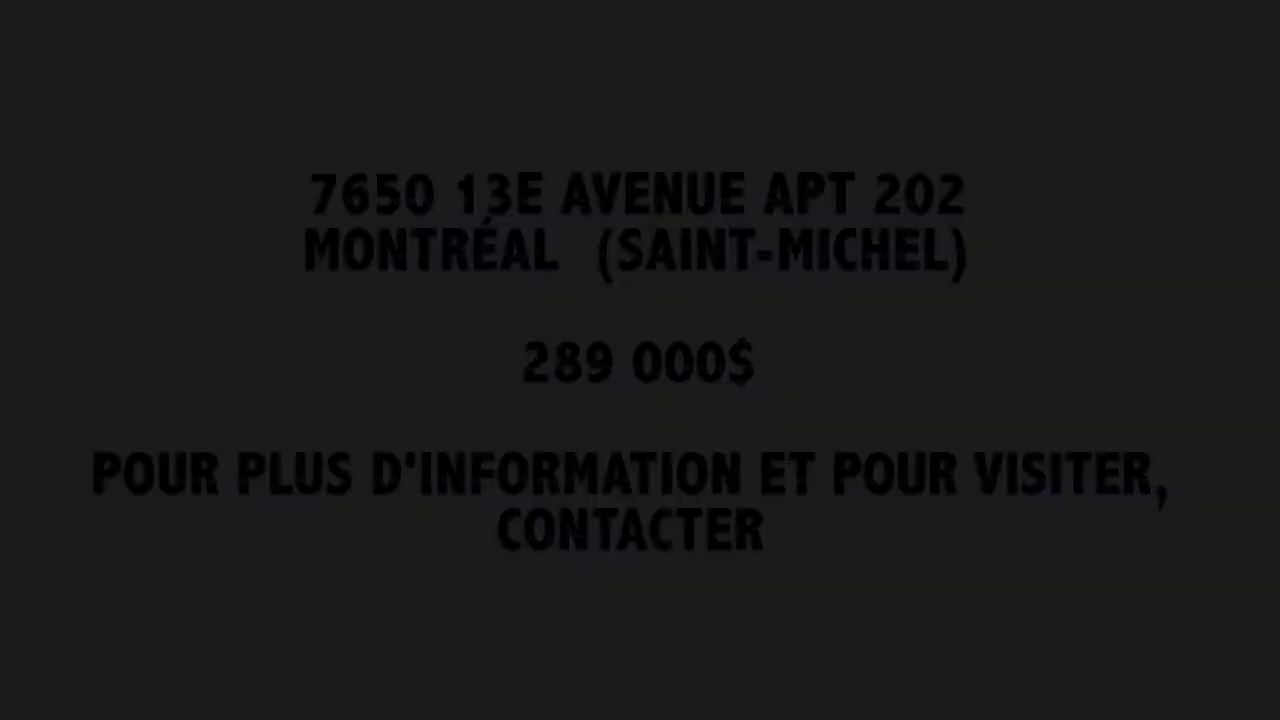 7650 13E AVENUE APT 202
MONTRÉAL (SAINT-MICHEL)
289 000$
POUR PLUS D'INFORMATION ET POUR VISITER,
CONTACTER